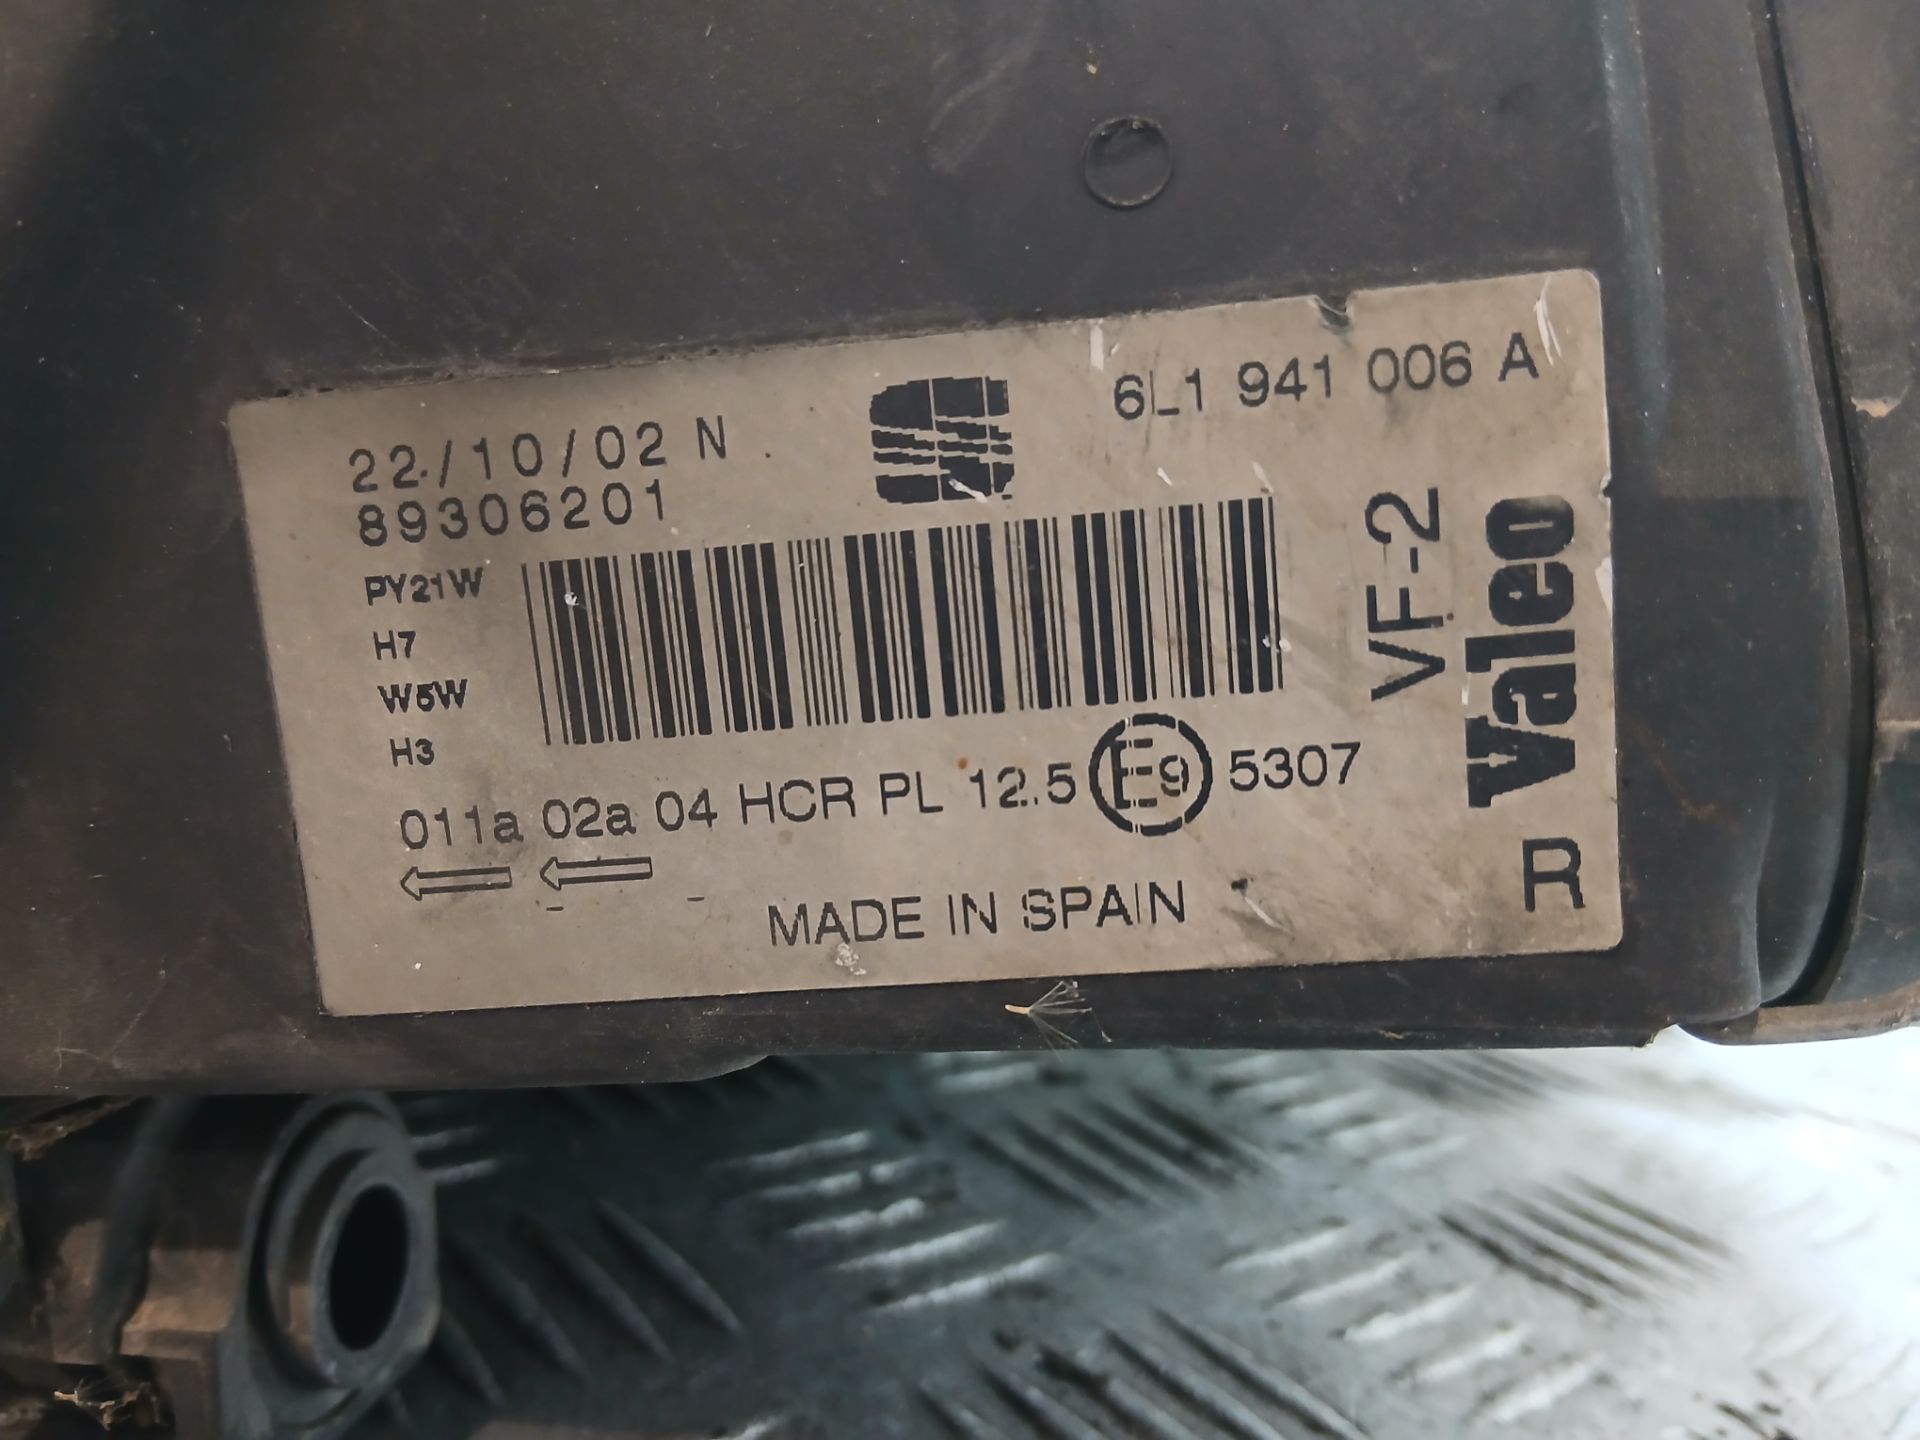 22/10/02 N
6L1 941 006 A
89306201
PY21W
H7
W5W
H3
VF-2
Valeo
011a 02a 04 HCR PL 12.5 E9 5307
R
MADE IN SPAIN